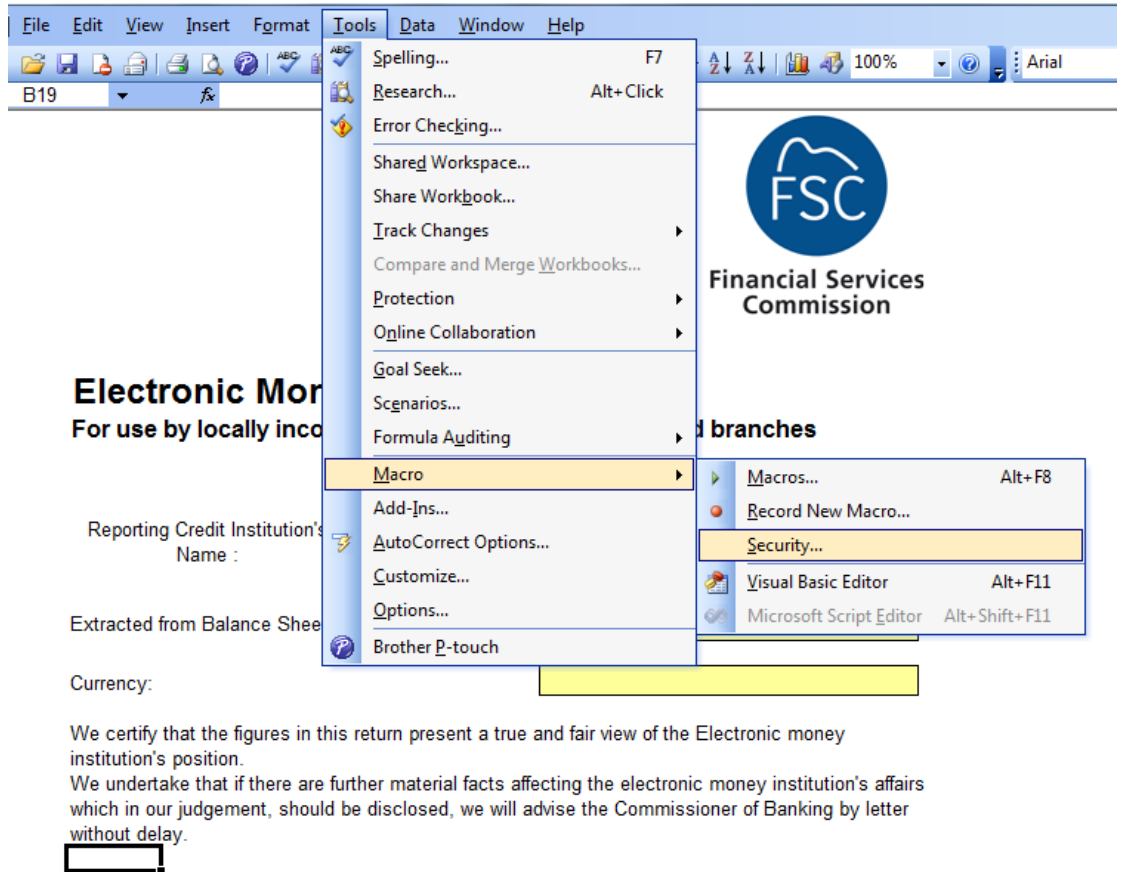 File Edit View Insert Format Tools Data Window Help
100% Arial
B19 fx
Spelling... F7
Research... Alt+Click
Error Checking...
Shared Workspace...
Share Workbook...
Track Changes
Compare and Merge Workbooks...
Protection
Online Collaboration
Goal Seek...
Scenarios...
Formula Auditing
Macro
Add-Ins...
AutoCorrect Options...
Customize...
Options...
Brother P-touch
Macros... Alt+F8
Record New Macro...
Security...
Visual Basic Editor Alt+F11
Microsoft Script Editor Alt+Shift+F11
FSC
Financial Services
Commission
Electronic
For use by locally branches
Reporting Credit Institution's
Name :
Extracted from Balance
Currency:
We certify that the figures in this return present a true and fair view of the Electronic money
institution's position.
We undertake that if there are further material facts affecting the electronic money institution's affairs
which in our judgement, should be disclosed, we will advise the Commissioner of Banking by letter
without delay.